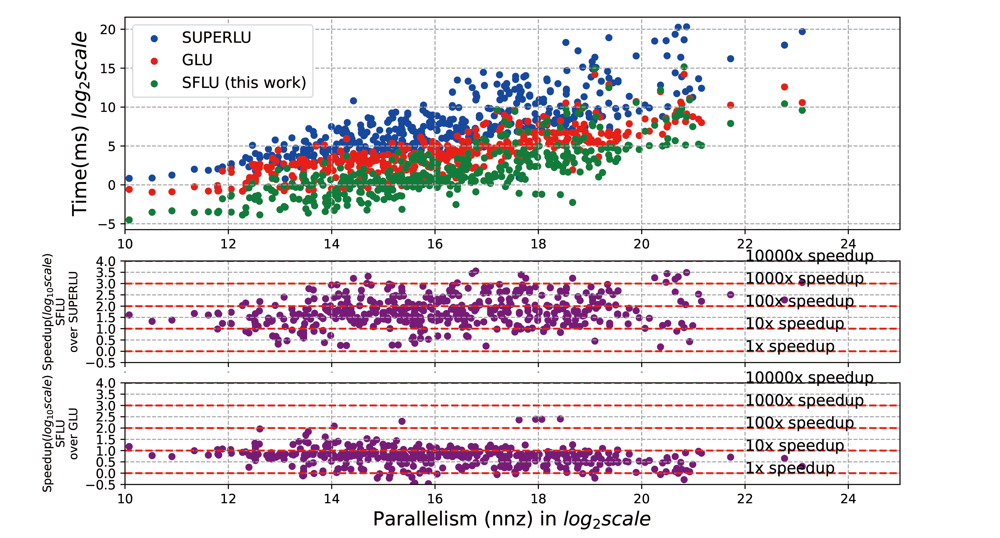 20
15
10
5
0
−5
Time(ms) log2scale
SUPERLU
GLU
SFLU (this work)
10 12 14 16 18 20 22 24
4.0
3.5
3.0
2.5
2.0
1.5
1.0
0.5
0.0
−0.5
Speedup(log10scale)
SFLU
over SUPERLU
10000x speedup
1000x speedup
100x speedup
10x speedup
1x speedup
4.0
3.5
3.0
2.5
2.0
1.5
1.0
0.5
0.0
−0.5
Speedup(log10scale)
SFLU
over GLU
10000x speedup
1000x speedup
100x speedup
10x speedup
1x speedup
10 12 14 16 18 20 22 24
Parallelism (nnz) in log2scale